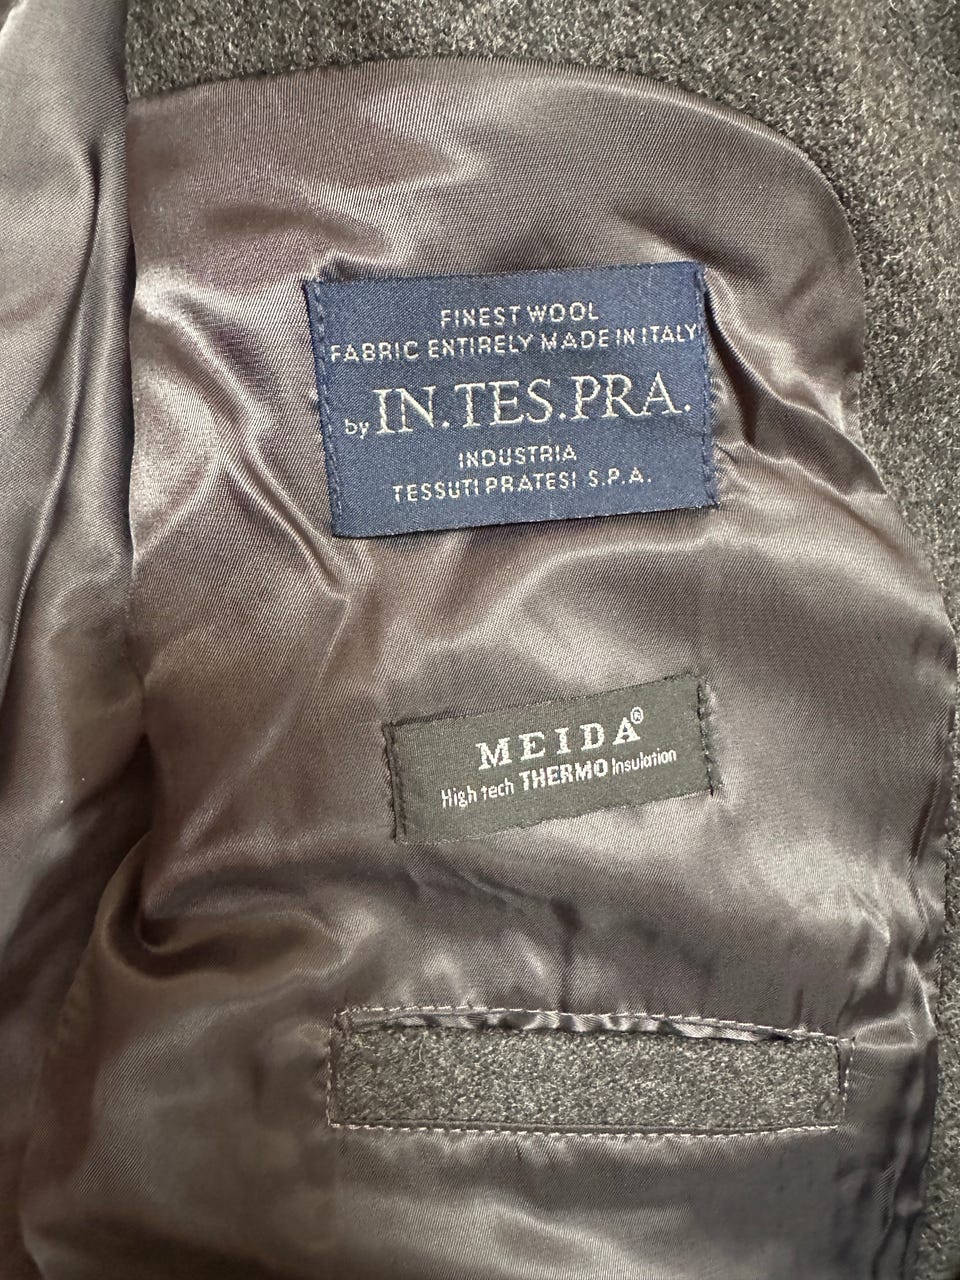 FINEST WOOL
FABRIC ENTIRELY MADE IN ITALY
by IN.TES.PRA.
INDUSTRIA
TESSUTI PRATESI S.P.A.
MEIDA®
High tech THERMO Insulation